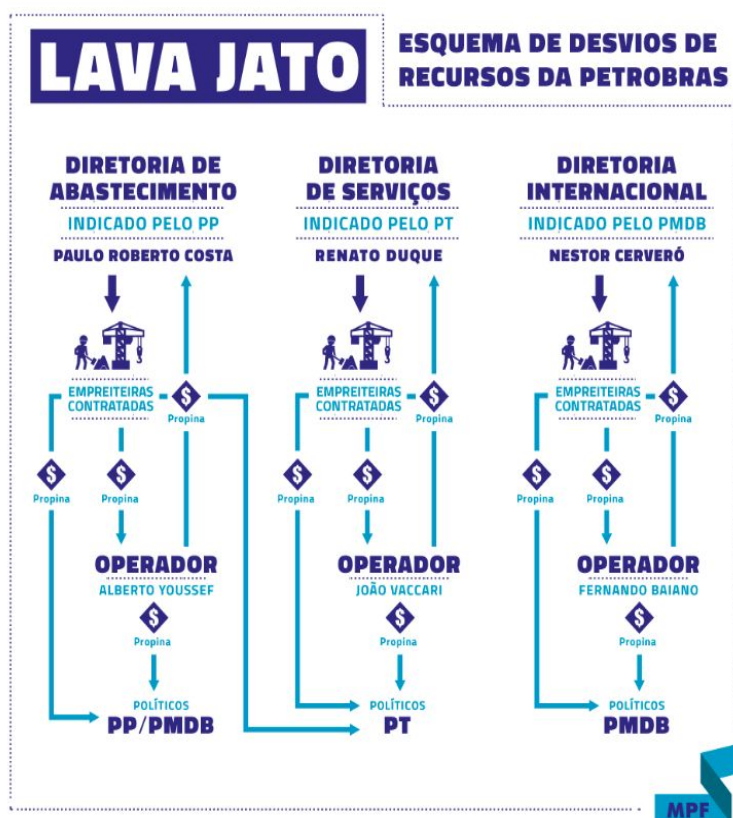 LAVA JATO
ESQUEMA DE DESVIOS DE
RECURSOS DA PETROBRAS
DIRETORIA DE
ABASTECIMENTO
INDICADO PELO PP
PAULO ROBERTO COSTA
EMPREITEIRAS
CONTRATADAS
$
Propina
$
Propina
$
Propina
OPERADOR
ALBERTO YOUSSEF
$
Propina
POLÍTICOS
PP/PMDB
DIRETORIA
DE SERVIÇOS
INDICADO PELO PT
RENATO DUQUE
EMPREITEIRAS
CONTRATADAS
$
Propina
$
Propina
$
Propina
OPERADOR
JOÃO VACCARI
$
Propina
POLÍTICOS
PT
DIRETORIA
INTERNACIONAL
INDICADO PELO PMDB
NESTOR CERVERÓ
EMPREITEIRAS
CONTRATADAS
$
Propina
$
Propina
$
Propina
OPERADOR
FERNANDO BAIANO
$
Propina
POLÍTICOS
PMDB
MPF